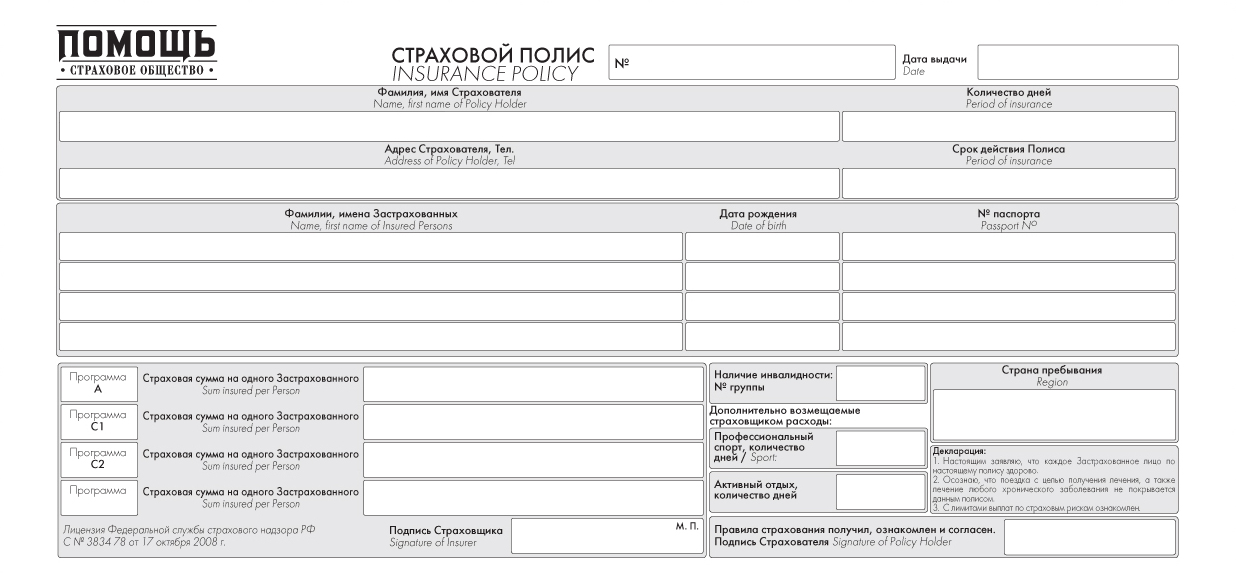 ПОМОЩЬ
• СТРАХОВОЕ ОБЩЕСТВО •
СТРАХОВОЙ ПОЛИС
INSURANCE POLICY
№
Дата выдачи
Date
Фамилия, имя Страхователя
Name, first name of Policy Holder
Количество дней
Period of insurance
Адрес Страхователя, Тел.
Address of Policy Holder, Tel
Срок действия Полиса
Period of insurance
Фамилии, имена Застрахованных
Name, first name of Insured Persons
Дата рождения
Date of birth
№ паспорта
Passport №
Программа
А
Страховая сумма на одного Застрахованного
Sum insured per Person
Программа
С1
Страховая сумма на одного Застрахованного
Sum insured per Person
Программа
С2
Страховая сумма на одного Застрахованного
Sum insured per Person
Программа
Страховая сумма на одного Застрахованного
Sum insured per Person
Наличие инвалидности:
№ группы
Дополнительно возмещаемые
страховщиком расходы:
Профессиональный
спорт, количество
дней / Sport:
Активный отдых,
количество дней
Страна пребывания
Region
Декларация:
1. Настоящим заявляю, что каждое Застрахованное лицо по
настоящему полису здорово.
2. Осознаю, что поездка с целью получения лечения, а также
лечение любого хронического заболевания не покрывается
данным полисом.
3. С лимитами выплат по страховым рискам ознакомлен.
Лицензия Федеральной службы страхового надзора РФ
С № 3834 78 от 17 октября 2008 г.
Подпись Страховщика
Signature of Insurer
М. П.
Правила страхования получил, ознакомлен и согласен.
Подпись Страхователя Signature of Policy Holder